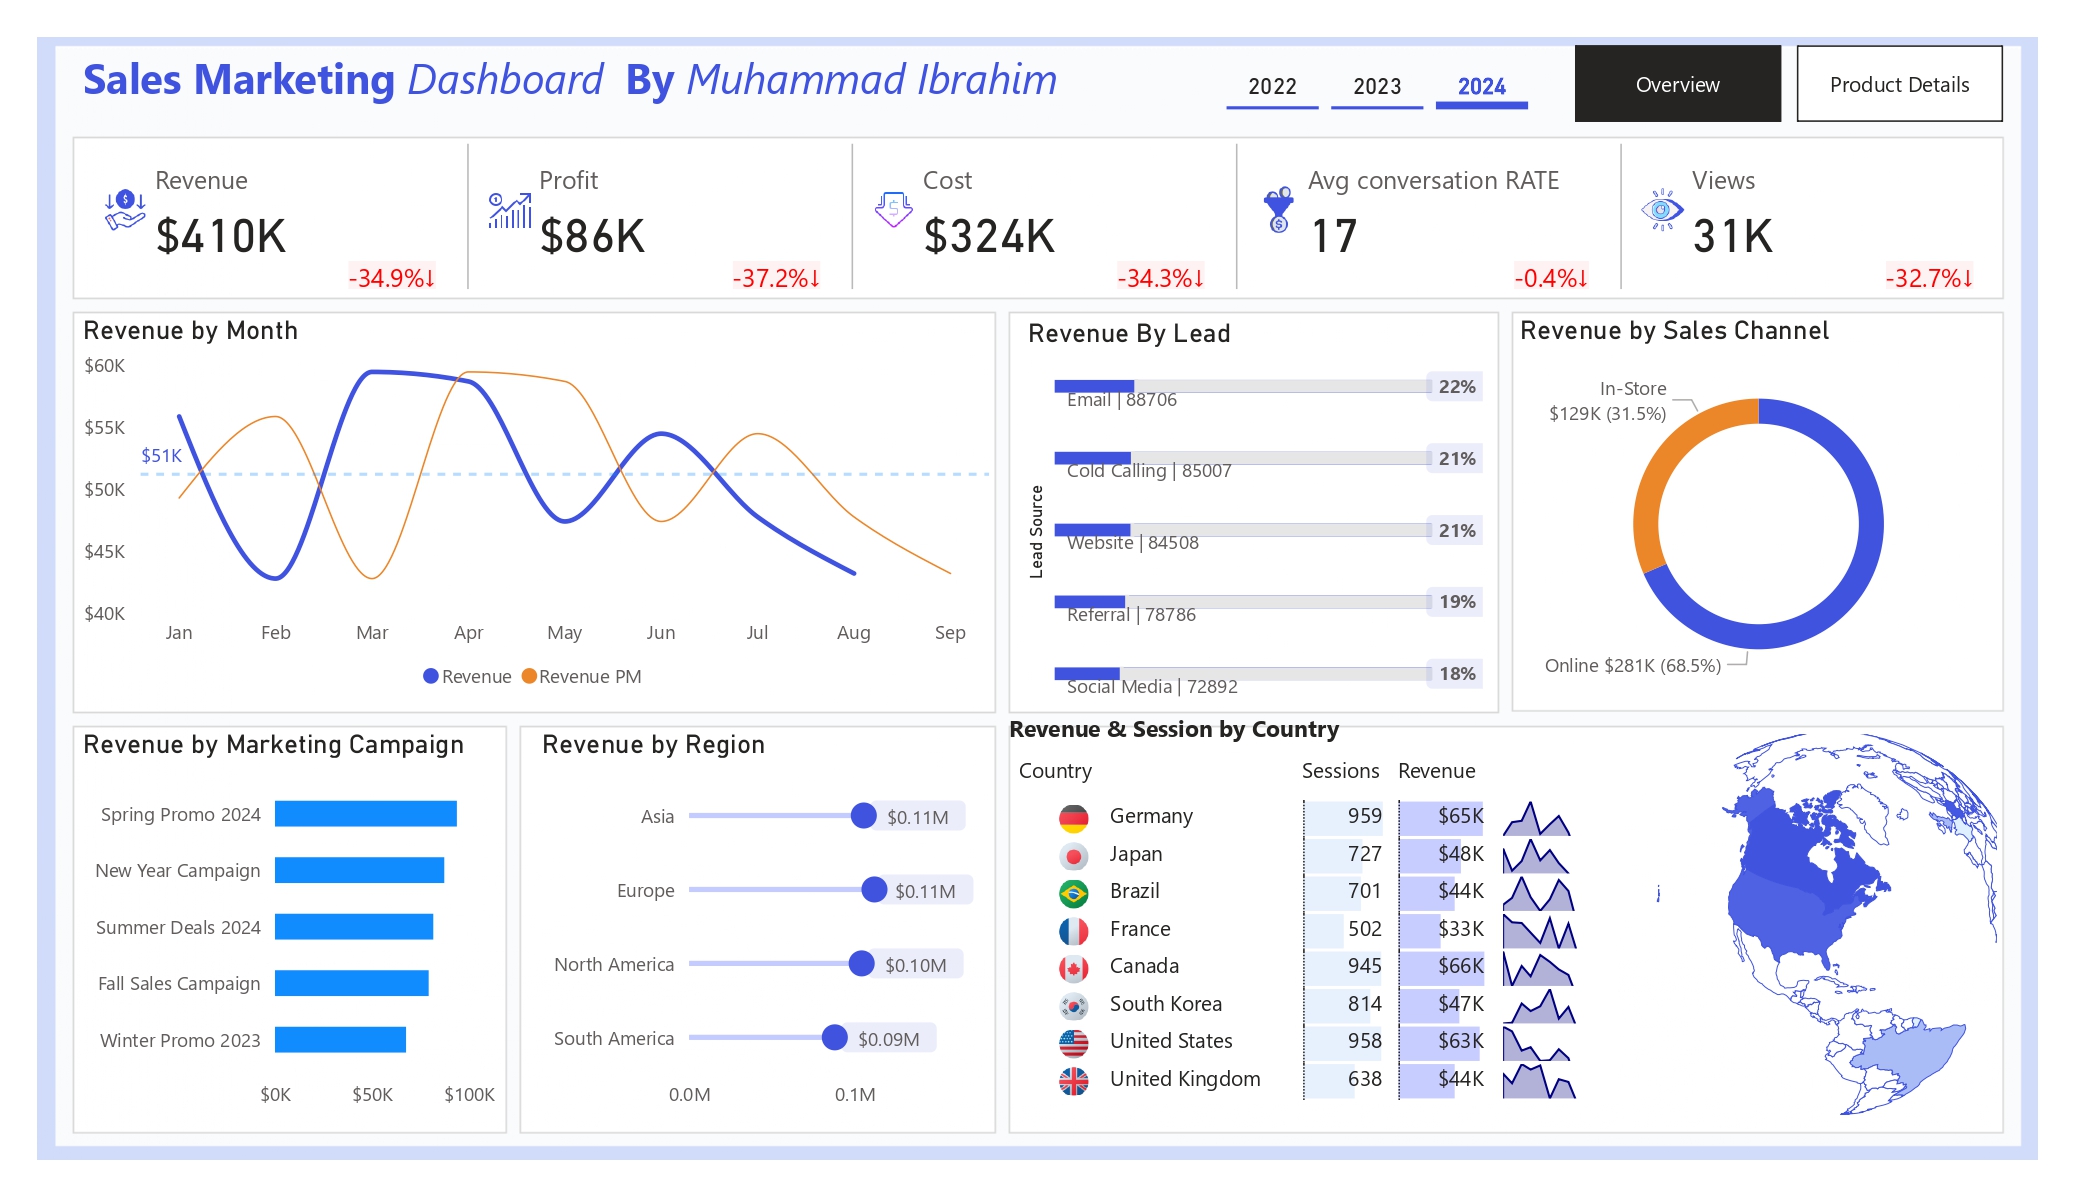 Sales Marketing Dashboard By Muhammad Ibrahim
2022 2023 2024
Overview
Product Details
Revenue
$410K
-34.9%↓
Profit
$86K
-37.2%↓
Cost
$324K
-34.3%↓
Avg conversation RATE
17
-0.4%↓
Views
31K
-32.7%↓
Revenue by Month
$60K
$55K
$51K
$50K
$45K
$40K
Jan Feb Mar Apr May Jun Jul Aug Sep
Revenue Revenue PM
Revenue By Lead
Lead Source
22%
Email | 88706
21%
Cold Calling | 85007
21%
Website | 84508
19%
Referral | 78786
18%
Social Media | 72892
Revenue by Sales Channel
In-Store
$129K (31.5%)
Online $281K (68.5%)
Revenue by Marketing Campaign
Spring Promo 2024
New Year Campaign
Summer Deals 2024
Fall Sales Campaign
Winter Promo 2023
$0K $50K $100K
Revenue by Region
Asia $0.11M
Europe $0.11M
North America $0.10M
South America $0.09M
0.0M 0.1M
Revenue & Session by Country
Country Sessions Revenue
Germany 959 $65K
Japan 727 $48K
Brazil 701 $44K
France 502 $33K
Canada 945 $66K
South Korea 814 $47K
United States 958 $63K
United Kingdom 638 $44K